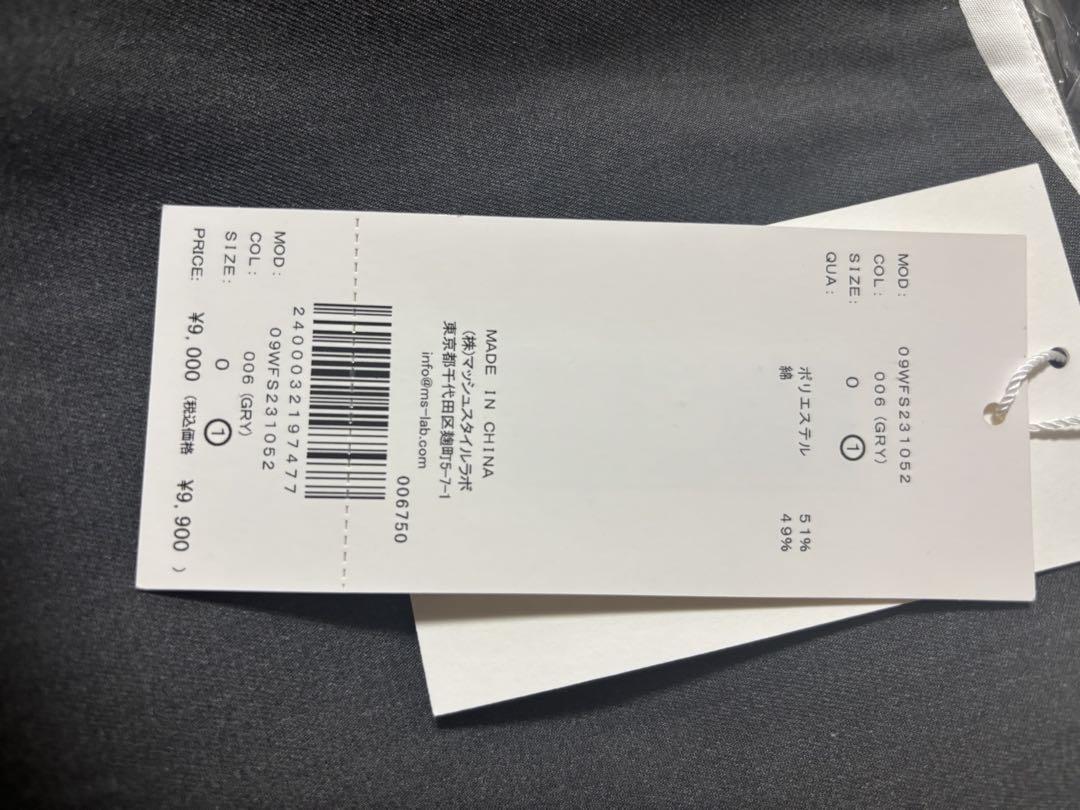 MOD: 09WFS231052
COL: 006 (GRY)
SIZE: 0 ①
QUA:
ポリエステル 51%
綿 49%
MADE IN CHINA
(株)マッシュスタイルラボ
東京都千代田区麹町5-7-1
info@ms-lab.com
006750
2400032197477
MOD: 09WFS231052
COL: 006 (GRY)
SIZE: 0 ①
PRICE: ¥9,000 (税込価格 ¥9,900 )